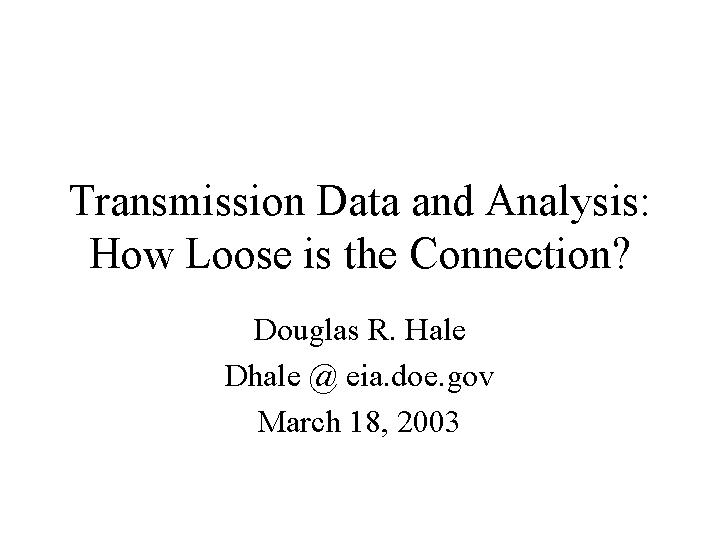 Transmission Data and Analysis:
How Loose is the Connection?
Douglas R. Hale
Dhale @ eia.doe.gov
March 18, 2003